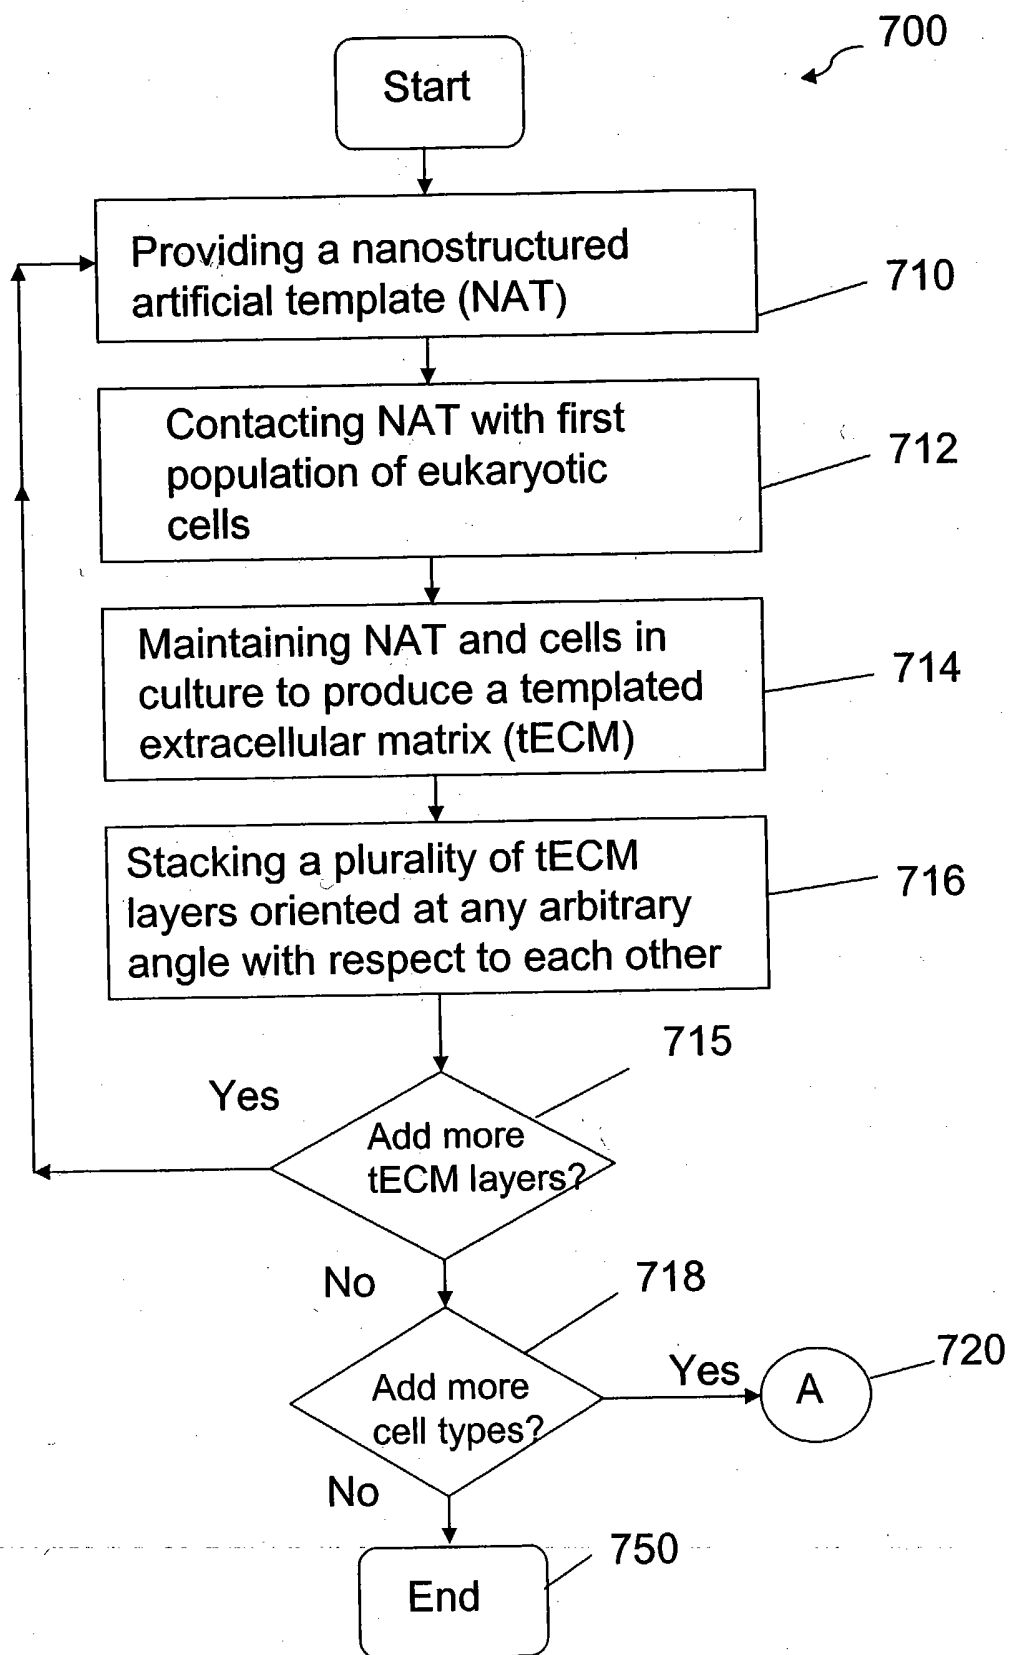 700
Start
Providing a nanostructured
artificial template (NAT)
710
Contacting NAT with first
population of eukaryotic
cells
712
Maintaining NAT and cells in
culture to produce a templated
extracellular matrix (tECM)
714
Stacking a plurality of tECM
layers oriented at any arbitrary
angle with respect to each other
716
715
Yes
Add more
tECM layers?
No
718
Add more
cell types?
Yes
A
720
No
750
End